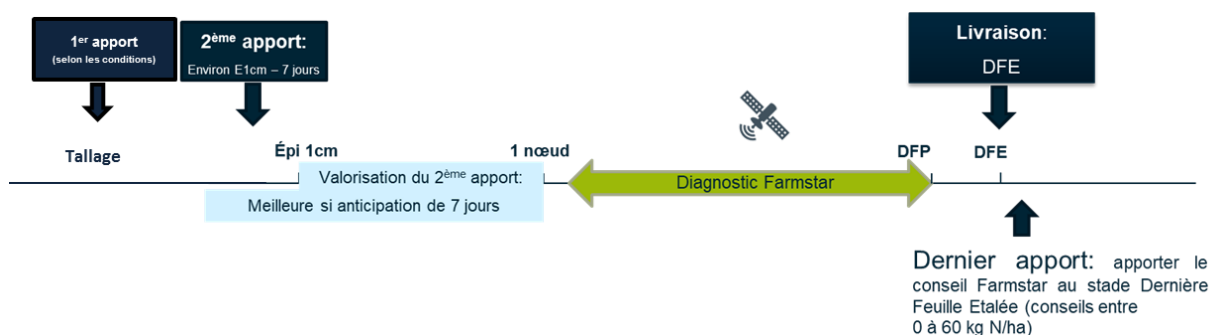 1er apport
(selon les conditions)
2ème apport:
Environ E1cm – 7 jours
Livraison:
DFE
Tallage
Épi 1cm
1 nœud
DFP
DFE
Valorisation du 2ème apport:
Meilleure si anticipation de 7 jours
Diagnostic Farmstar
Dernier apport: apporter le
conseil Farmstar au stade Dernière
Feuille Etalée (conseils entre
0 à 60 kg N/ha)